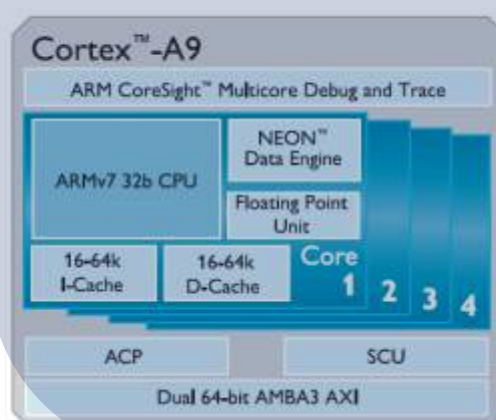 Cortex™-A9
ARM CoreSight™ Multicore Debug and Trace
ARMv7 32b CPU
NEON™
Data Engine
Floating Point
Unit
16-64k
I-Cache
16-64k
D-Cache
Core
1
2
3
4
ACP
SCU
Dual 64-bit AMBA3 AXI